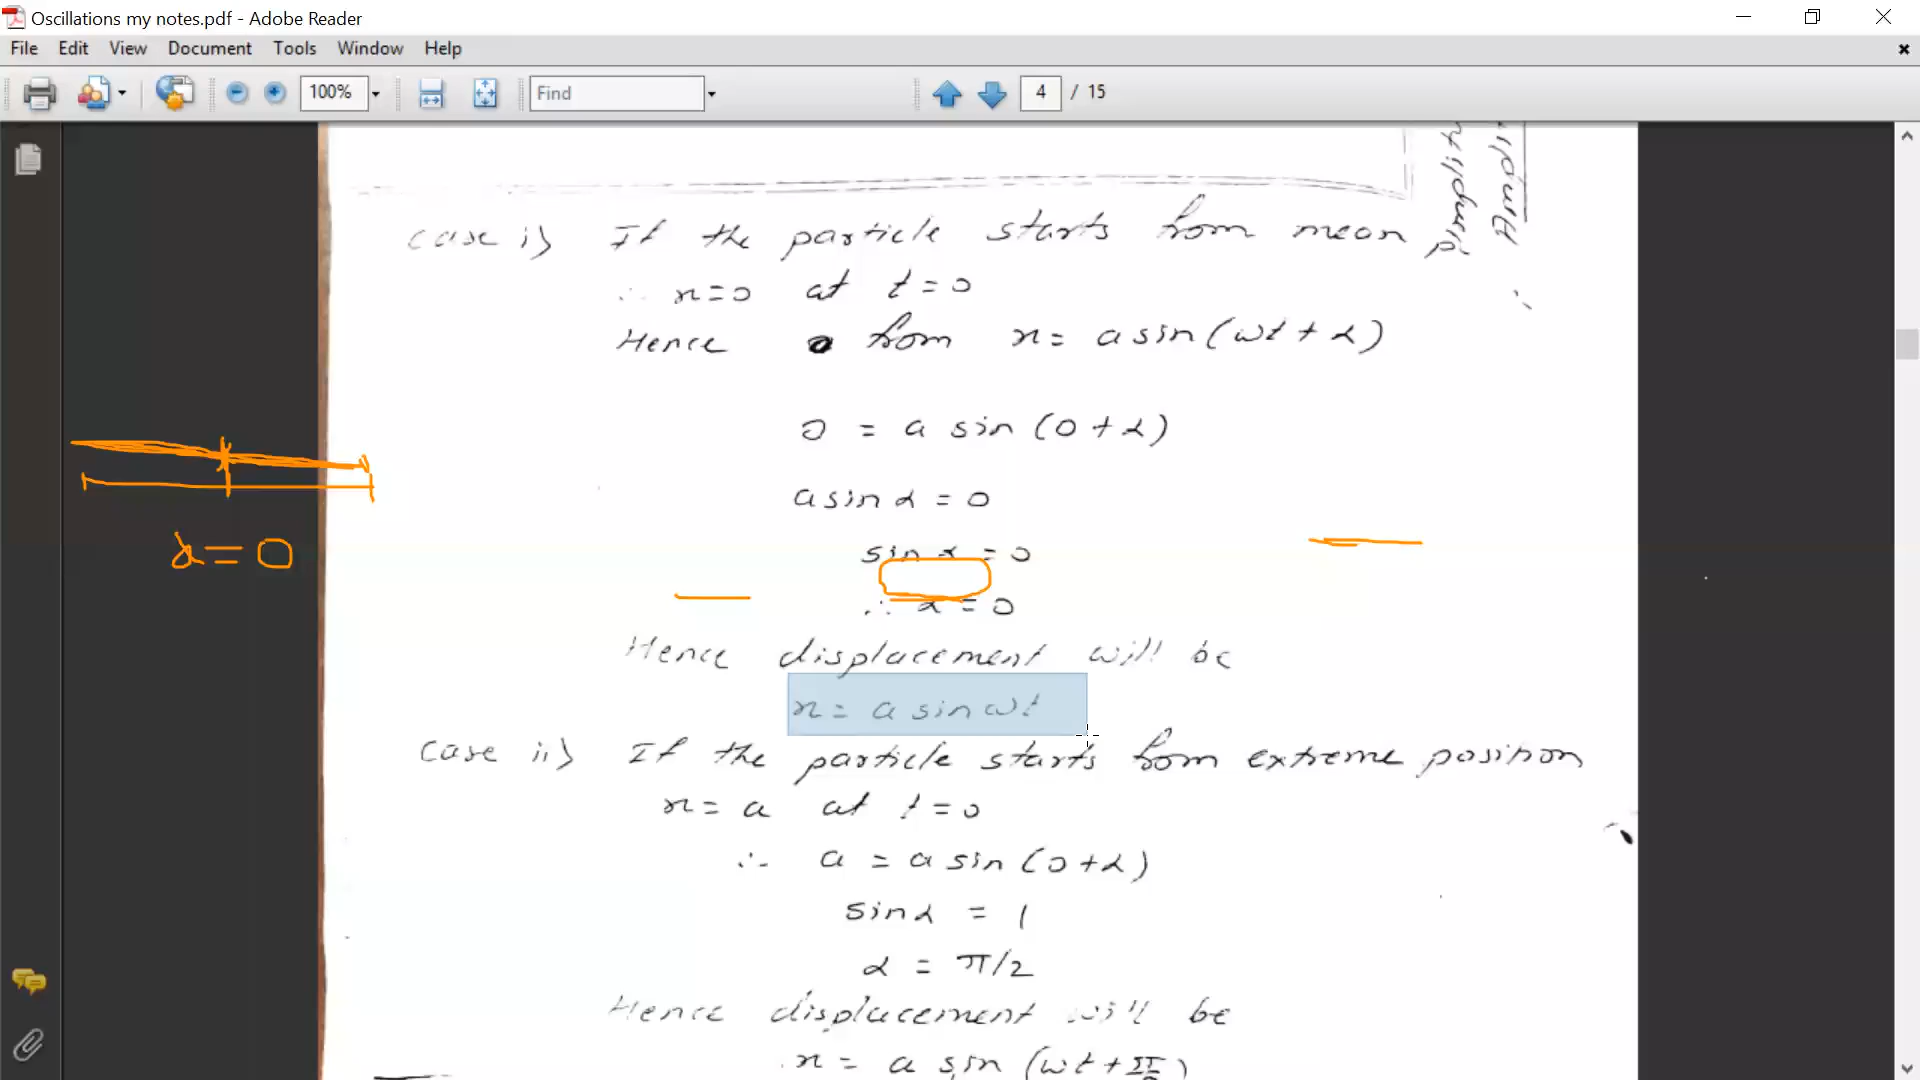 Oscillations my notes.pdf - Adobe Reader
File Edit View Document Tools Window Help
100% Find 4 / 15
case i) If the particle starts from mean
∴ x=0 at t=0
Hence from x= a sin(ωt + α)
0 = a sin (0+α)
a sin α = 0
sin α = 0
∴ α = 0
α = 0
Hence displacement will be
x= a sin ωt
case ii) If the particle starts from extreme position
x= a at t=0
∴ a = a sin (0+α)
sin α = 1
α = π/2
Hence displacement will be
x= a sin (ωt +